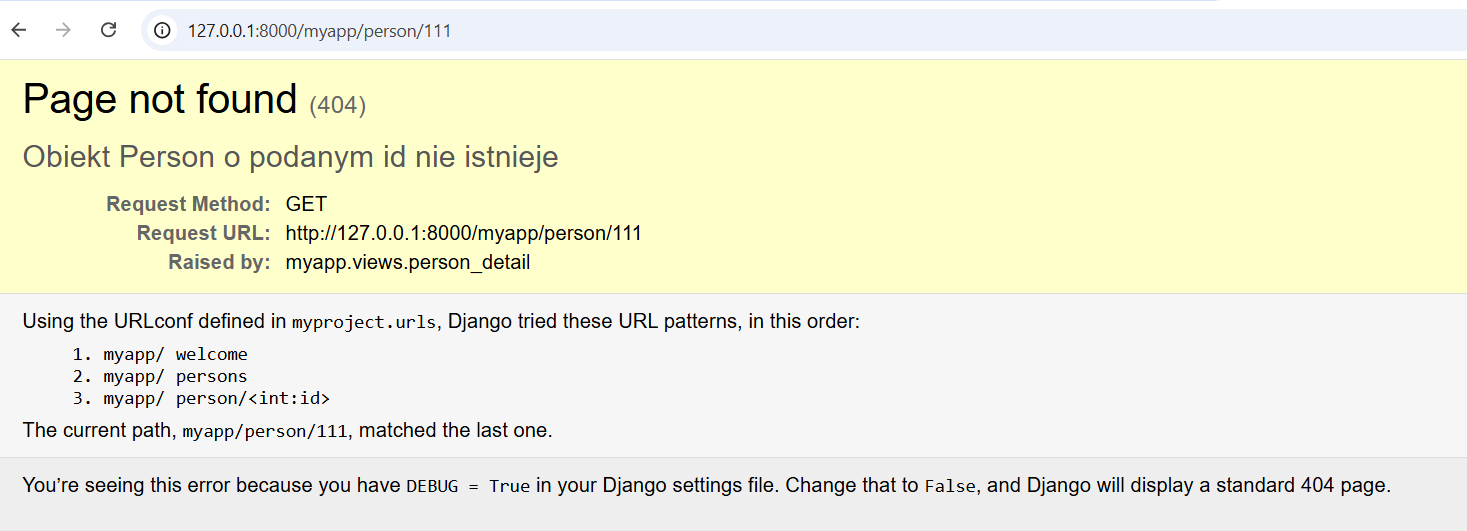 127.0.0.1:8000/myapp/person/111
Page not found (404)
Obiekt Person o podanym id nie istnieje
Request Method: GET
Request URL: http://127.0.0.1:8000/myapp/person/111
Raised by: myapp.views.person_detail
Using the URLconf defined in myproject.urls, Django tried these URL patterns, in this order:
1. myapp/ welcome
2. myapp/ persons
3. myapp/ person/<int:id>
The current path, myapp/person/111, matched the last one.
You’re seeing this error because you have DEBUG = True in your Django settings file. Change that to False, and Django will display a standard 404 page.